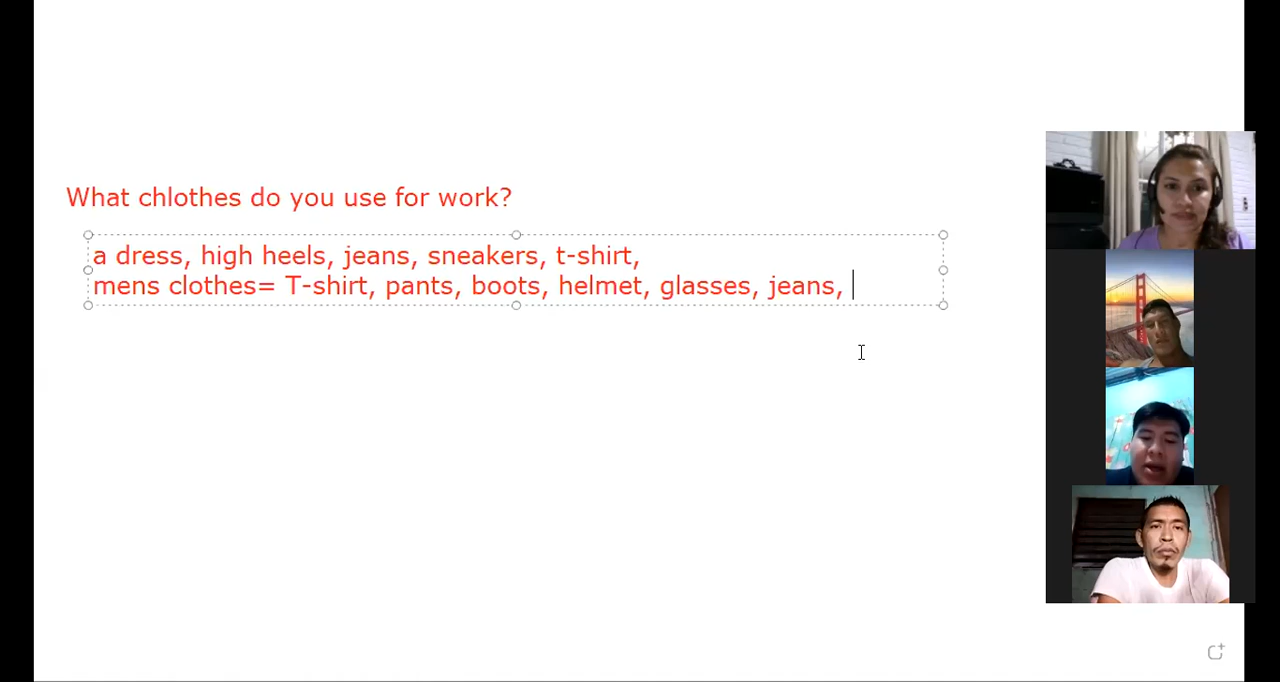 What chlothes do you use for work?
a dress, high heels, jeans, sneakers, t-shirt,
mens clothes= T-shirt, pants, boots, helmet, glasses, jeans,